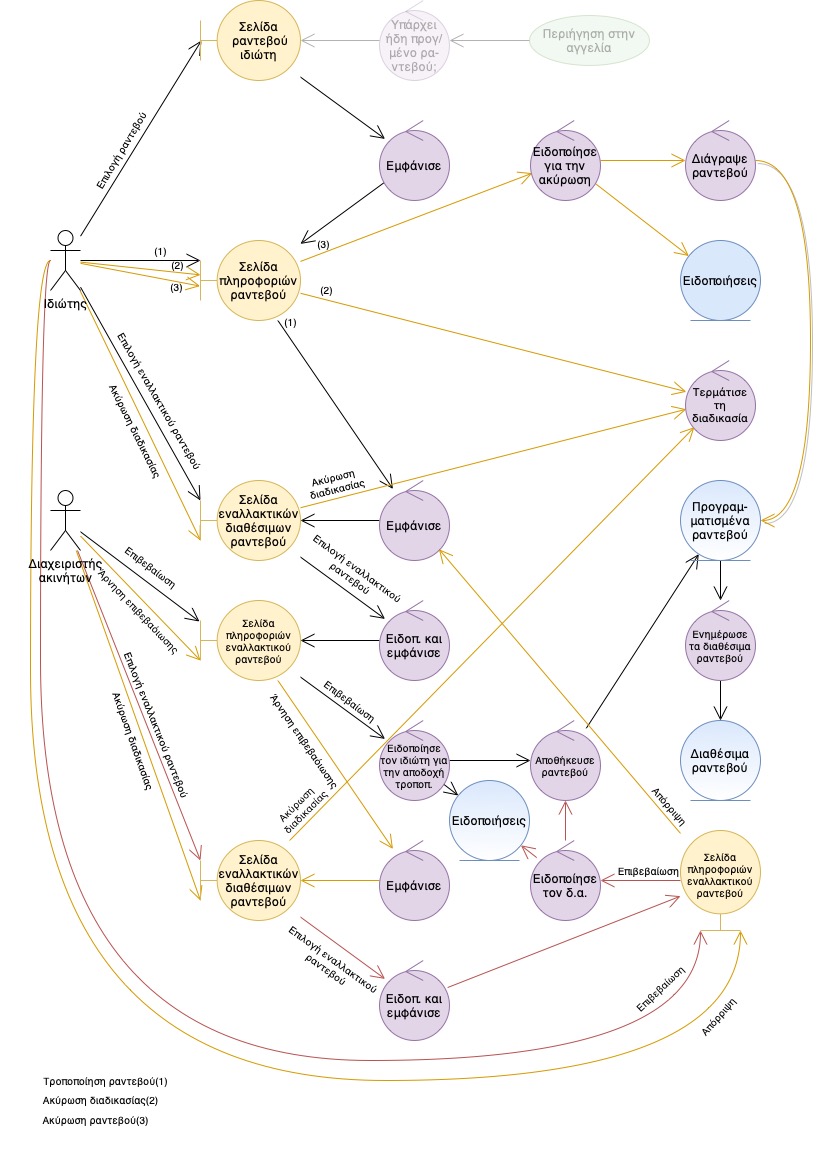 Σελίδα
ραντεβού
ιδιώτη
Υπάρχει
ήδη προγ/
μένο ρα-
ντεβού;
Περιήγηση στην
αγγελία
Επιλογή ραντεβού
Εμφάνισε
Ειδοποίησε
για την
ακύρωση
Διάγραψε
ραντεβού
Ιδιώτης
(1)
(2)
(3)
Σελίδα
πληροφοριών
ραντεβού
(3)
(2)
(1)
Ειδοποιήσεις
Επιλογή εναλλακτικού ραντεβού
Ακύρωση διαδικασίας
Τερμάτισε
τη
διαδικασία
Σελίδα
εναλλακτικών
διαθέσιμων
ραντεβού
Ακύρωση
διαδικασίας
Εμφάνισε
Προγραμ-
ματισμένα
ραντεβού
Διαχειριστής
ακινήτων
Επιβεβαίωση
Άρνηση επιβεβαόιωσης
Επιλογή εναλλακτικού
ραντεβού
Σελίδα
πληροφοριών
εναλλακτικού
ραντεβού
Ειδοπ. και
εμφάνισε
Ενημέρωσε
τα διαθέσιμα
ραντεβού
Επιλογή εναλλακτικού ραντεβού
Ακύρωση διαδικασίας
Επιβεβαίωση
Άρνηση επιβεβαόιωσης
Ειδοποίησε
τον ιδιώτη για
την αποδοχή
τροποπ.
Αποθήκευσε
ραντεβού
Διαθέσιμα
ραντεβού
Ακύρωση
διαδικασίας
Ειδοποιήσεις
Απόρριψη
Σελίδα
εναλλακτικών
διαθέσιμων
ραντεβού
Εμφάνισε
Ειδοποίησε
τον δ.α.
Επιβεβαίωση
Σελίδα
πληροφοριών
εναλλακτικού
ραντεβού
Επιλογή εναλλακτικού
ραντεβού
Ειδοπ. και
εμφάνισε
Επιβεβαίωση
Απόρριψη
Τροποποίηση ραντεβού(1)
Ακύρωση διαδικασίας(2)
Ακύρωση ραντεβού(3)